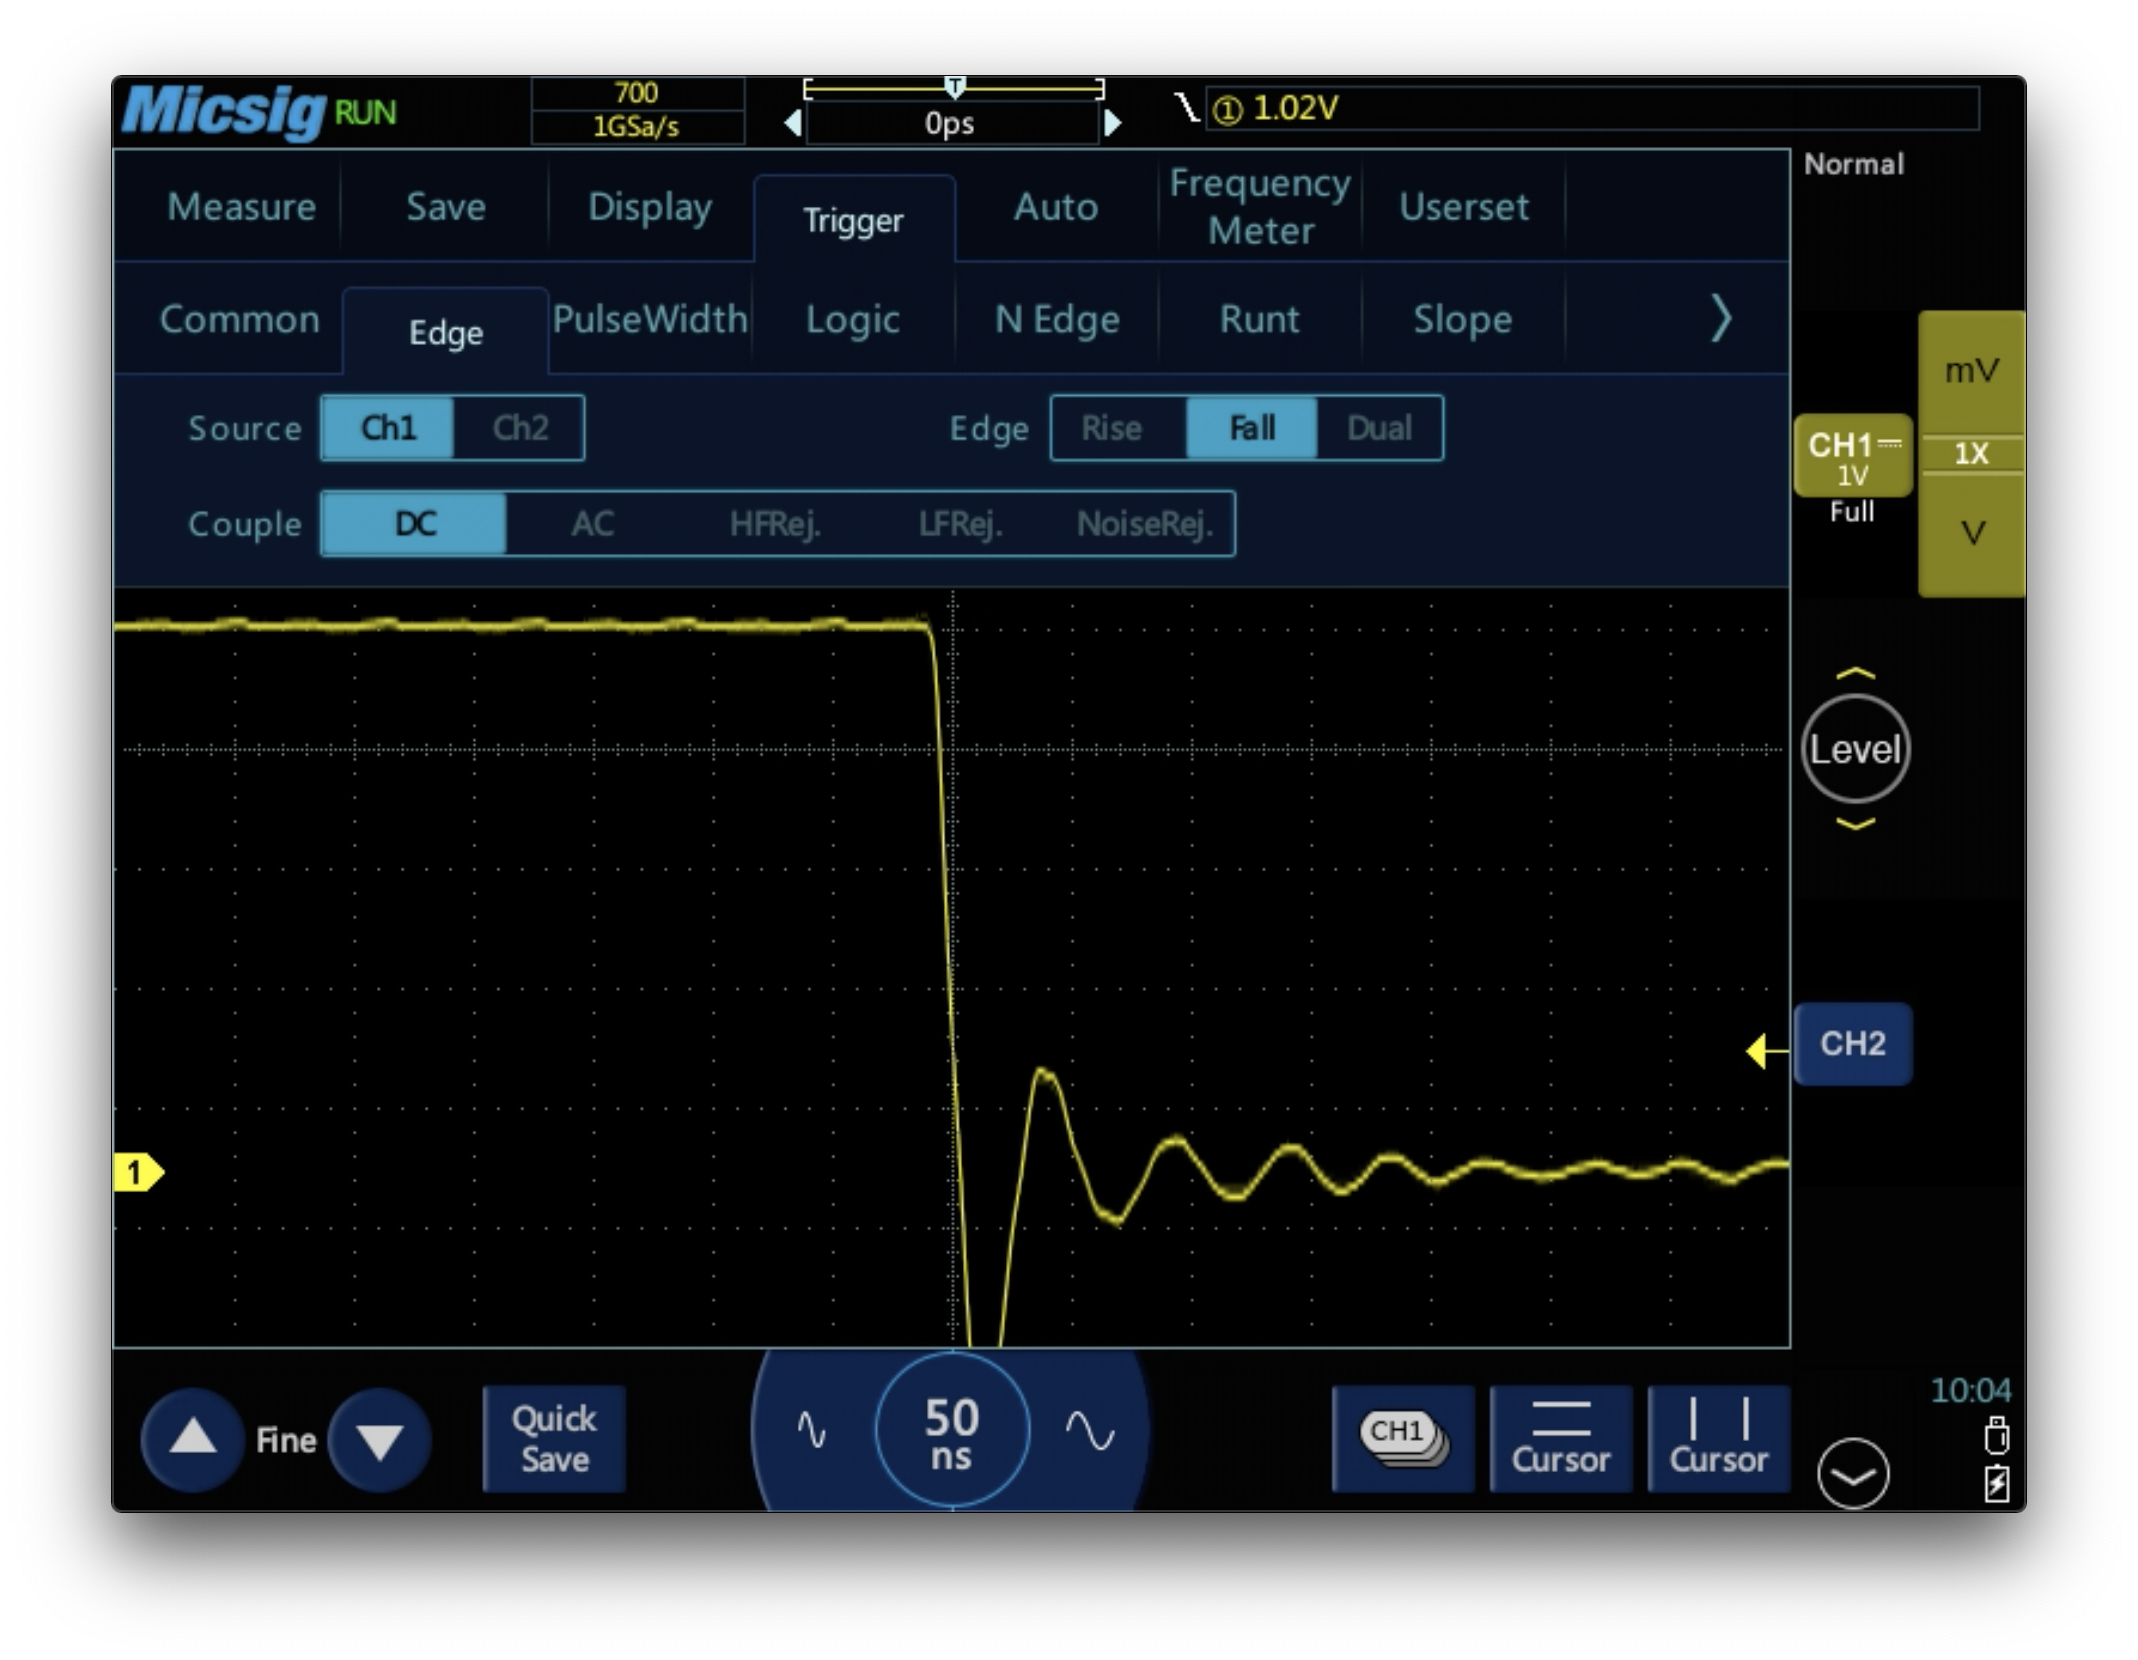 Micsig RUN
700
1GSa/s
T
0ps
① 1.02V
Normal
Measure Save Display Trigger Auto Frequency Meter Userset
Common Edge PulseWidth Logic N Edge Runt Slope
Source Ch1 Ch2 Edge Rise Fall Dual
Couple DC AC HFRej. LFRej. NoiseRej.
mV
CH1 1X
1V
Full
V
Level
CH2
1
10:04
Fine
Quick
Save
50
ns
CH1
Cursor
Cursor